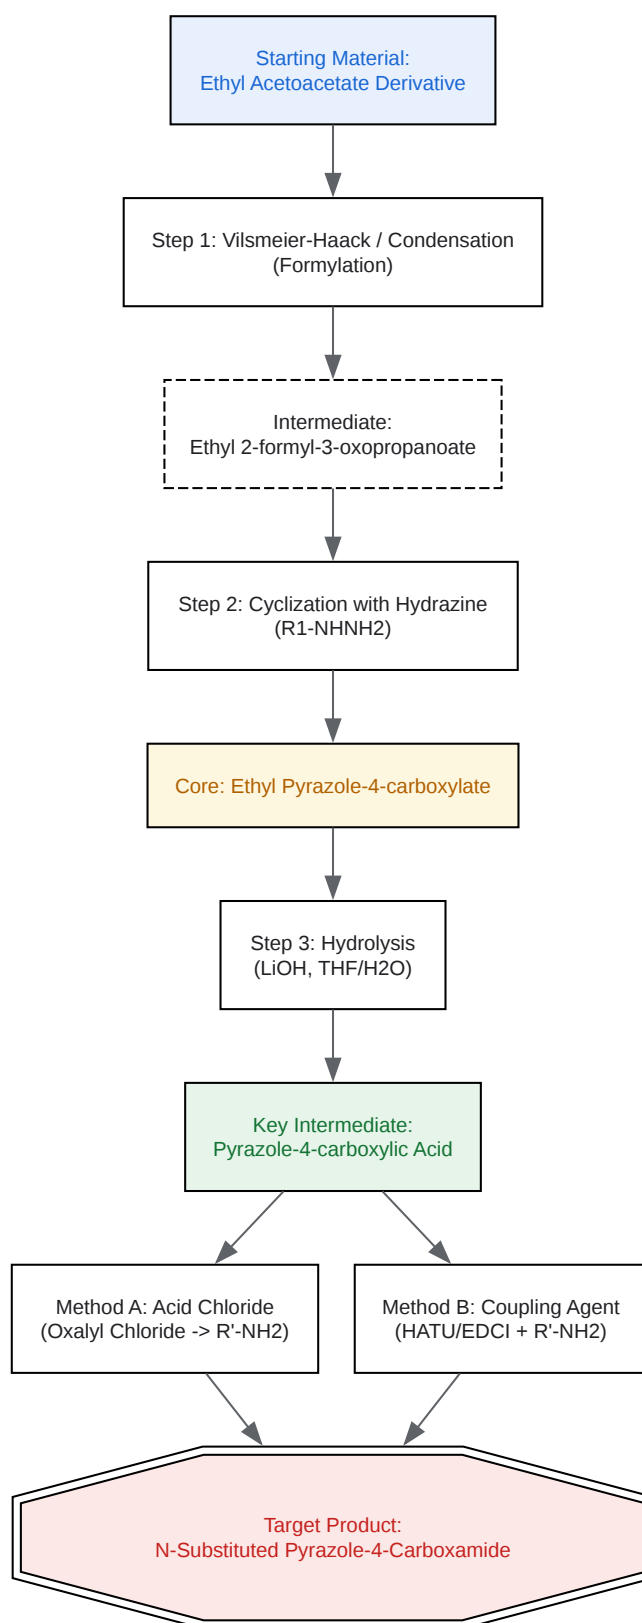 Starting Material:
Ethyl Acetoacetate Derivative
Step 1: Vilsmeier-Haack / Condensation
(Formylation)
Intermediate:
Ethyl 2-formyl-3-oxopropanoate
Step 2: Cyclization with Hydrazine
(R1-NHNH2)
Core: Ethyl Pyrazole-4-carboxylate
Step 3: Hydrolysis
(LiOH, THF/H2O)
Key Intermediate:
Pyrazole-4-carboxylic Acid
Method A: Acid Chloride
(Oxalyl Chloride -> R'-NH2)
Method B: Coupling Agent
(HATU/EDCI + R'-NH2)
Target Product:
N-Substituted Pyrazole-4-Carboxamide